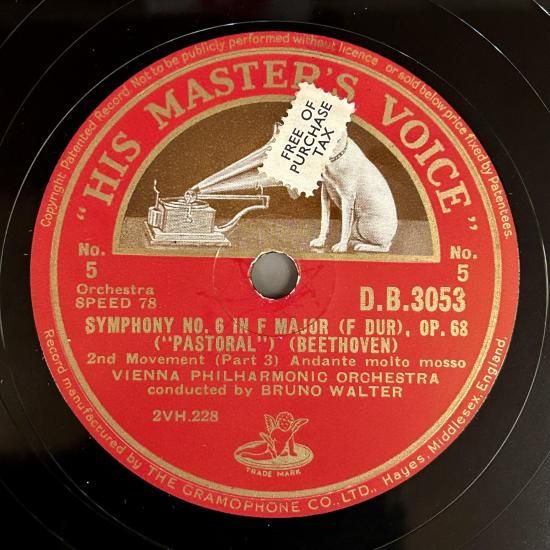 Copyright Patented Record. Not to be publicly performed without licence or sold below price fixed by Patentees.
"HIS MASTER'S VOICE"
FREE OF
PURCHASE
TAX
No. 5
No. 5
Orchestra
SPEED 78
D.B.3053
SYMPHONY NO. 6 IN F MAJOR (F DUR), OP. 68
("PASTORAL") (BEETHOVEN)
2nd Movement (Part 3) Andante molto mosso
VIENNA PHILHARMONIC ORCHESTRA
conducted by BRUNO WALTER
2VH.228
TRADE MARK
Record manufactured by THE GRAMOPHONE CO., LTD., Hayes, Middlesex, England.